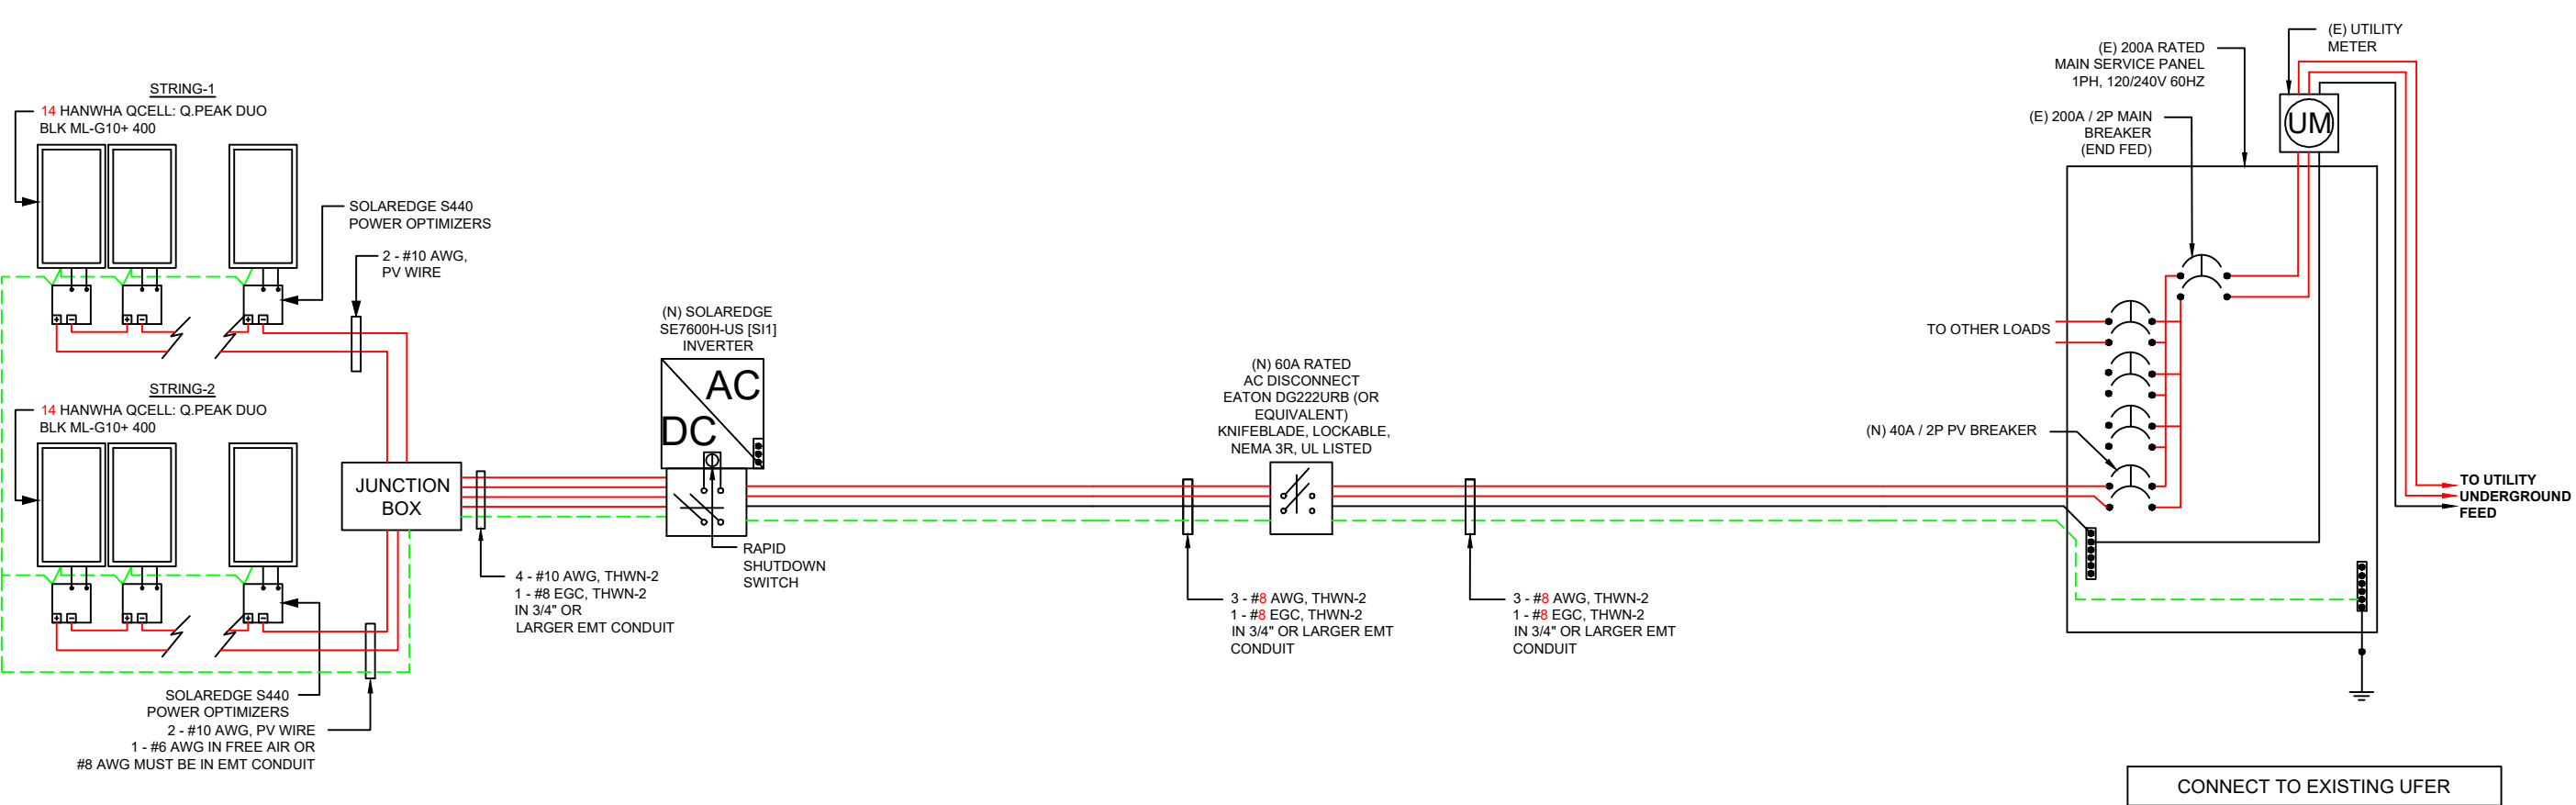 STRING-1
14 HANWHA QCELL: Q.PEAK DUO
BLK ML-G10+ 400
SOLAREDGE S440
POWER OPTIMIZERS
2 - #10 AWG,
PV WIRE
STRING-2
14 HANWHA QCELL: Q.PEAK DUO
BLK ML-G10+ 400
JUNCTION
BOX
SOLAREDGE S440
POWER OPTIMIZERS
2 - #10 AWG, PV WIRE
1 - #6 AWG IN FREE AIR OR
#8 AWG MUST BE IN EMT CONDUIT
4 - #10 AWG, THWN-2
1 - #8 EGC, THWN-2
IN 3/4" OR
LARGER EMT CONDUIT
(N) SOLAREDGE
SE7600H-US [SI1]
INVERTER
AC
DC
RAPID
SHUTDOWN
SWITCH
(N) 60A RATED
AC DISCONNECT
EATON DG222URB (OR
EQUIVALENT)
KNIFEBLADE, LOCKABLE,
NEMA 3R, UL LISTED
3 - #8 AWG, THWN-2
1 - #8 EGC, THWN-2
IN 3/4" OR LARGER EMT
CONDUIT
3 - #8 AWG, THWN-2
1 - #8 EGC, THWN-2
IN 3/4" OR LARGER EMT
CONDUIT
(E) UTILITY
METER
(E) 200A RATED
MAIN SERVICE PANEL
1PH, 120/240V 60HZ
(E) 200A / 2P MAIN
BREAKER
(END FED)
UM
TO OTHER LOADS
(N) 40A / 2P PV BREAKER
TO UTILITY
UNDERGROUND
FEED
CONNECT TO EXISTING UFER